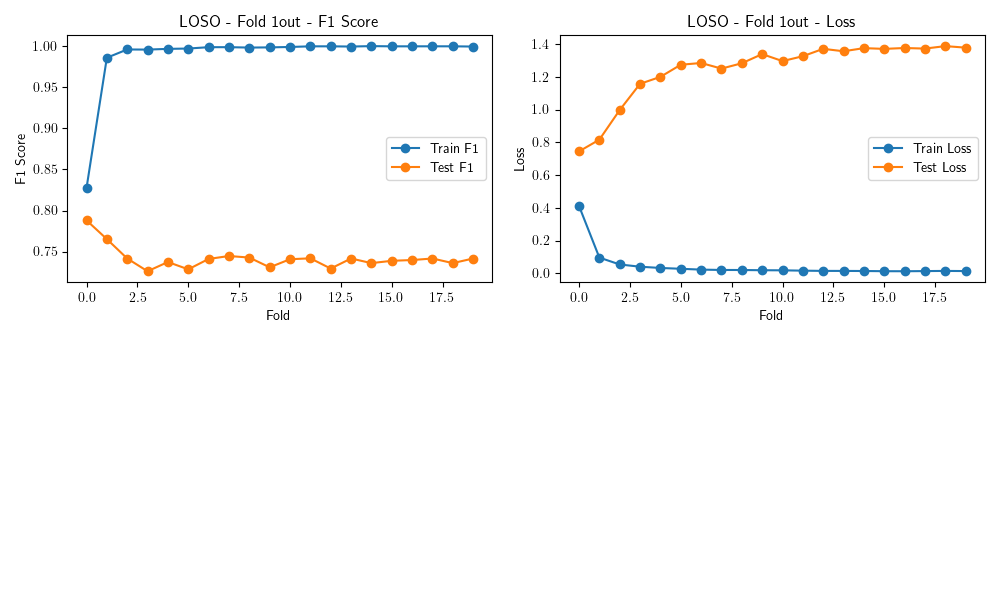 LOSO - Fold 1out - F1 Score
1.00
0.95
0.90
0.85
0.80
0.75
F1 Score
Train F1
Test F1
0.0 2.5 5.0 7.5 10.0 12.5 15.0 17.5
Fold
LOSO - Fold 1out - Loss
1.4
1.2
1.0
0.8
0.6
0.4
0.2
0.0
Loss
Train Loss
Test Loss
0.0 2.5 5.0 7.5 10.0 12.5 15.0 17.5
Fold